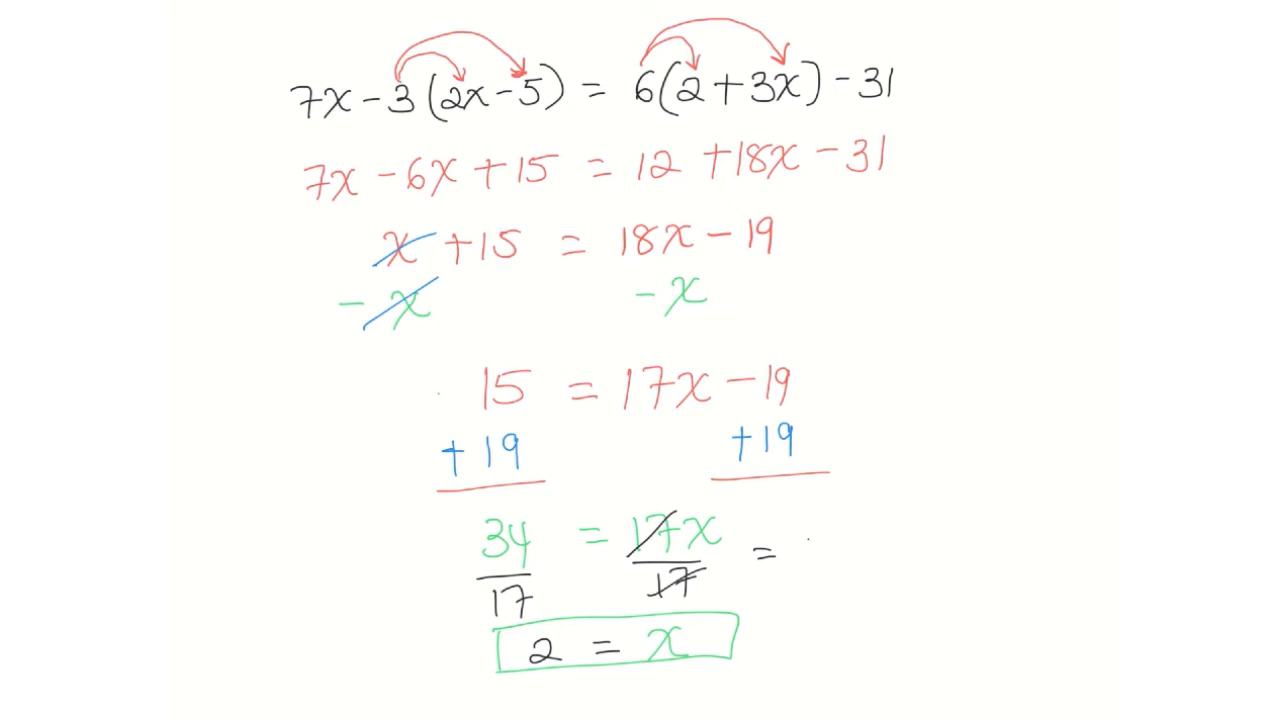 7x - 3(2x - 5) = 6(2 + 3x) - 31
7x - 6x + 15 = 12 + 18x - 31
x + 15 = 18x - 19
- x - x
15 = 17x - 19
+ 19 + 19
34 = 17x =
17 17
2 = x